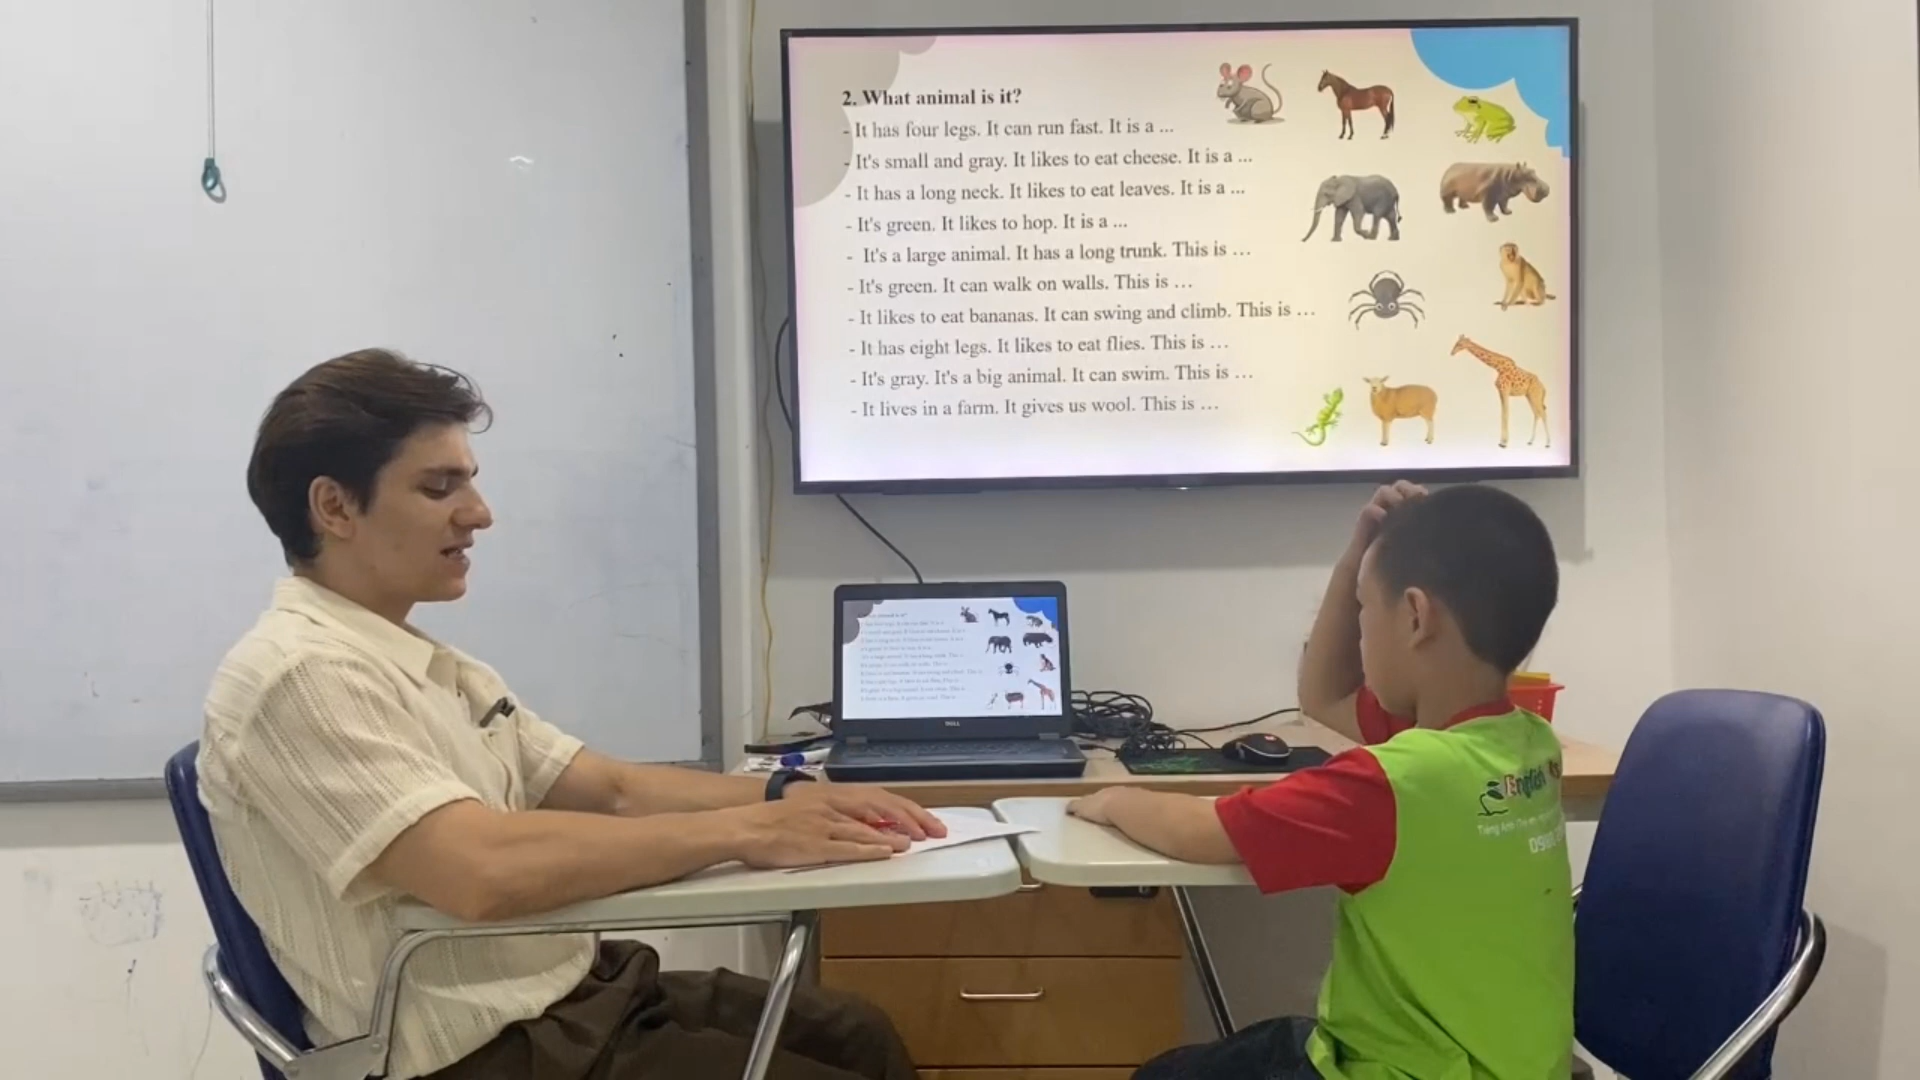 2. What animal is it?
- It has four legs. It can run fast. It is a ...
- It's small and gray. It likes to eat cheese. It is a ...
- It has a long neck. It likes to eat leaves. It is a ...
- It's green. It likes to hop. It is a ...
- It's a large animal. It has a long trunk. This is ...
- It's green. It can walk on walls. This is ...
- It likes to eat bananas. It can swing and climb. This is ...
- It has eight legs. It likes to eat flies. This is ...
- It's gray. It's a big animal. It can swim. This is ...
- It lives in a farm. It gives us wool. This is ...
DELL
English
Tiếng Anh